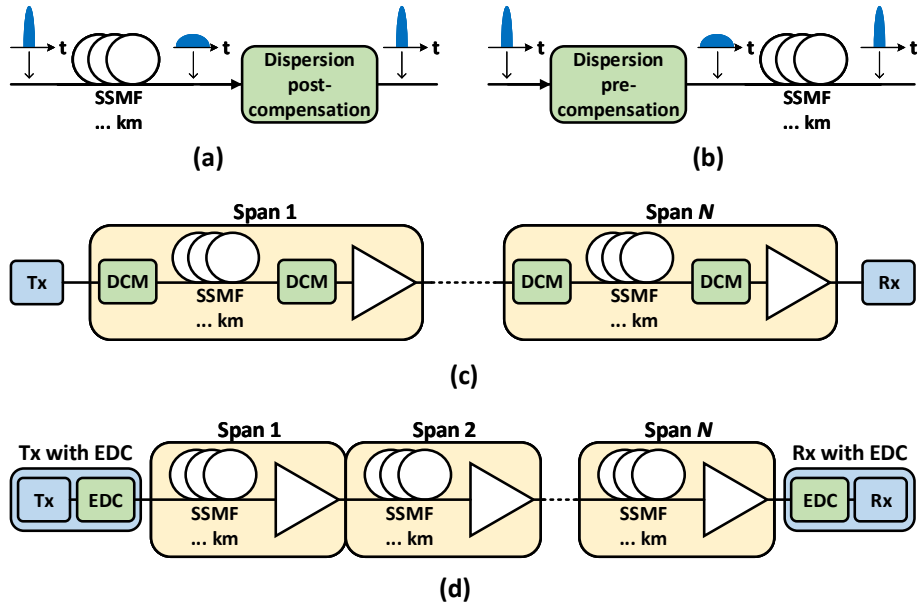 t
t
t
SSMF
... km
Dispersion
post-
compensation
(a)
t
t
t
Dispersion
pre-
compensation
SSMF
... km
(b)
Span 1
Span N
Tx
DCM
SSMF
... km
DCM
DCM
SSMF
... km
DCM
Rx
(c)
Tx with EDC
Span 1
Span 2
Span N
Rx with EDC
Tx
EDC
SSMF
... km
SSMF
... km
SSMF
... km
EDC
Rx
(d)